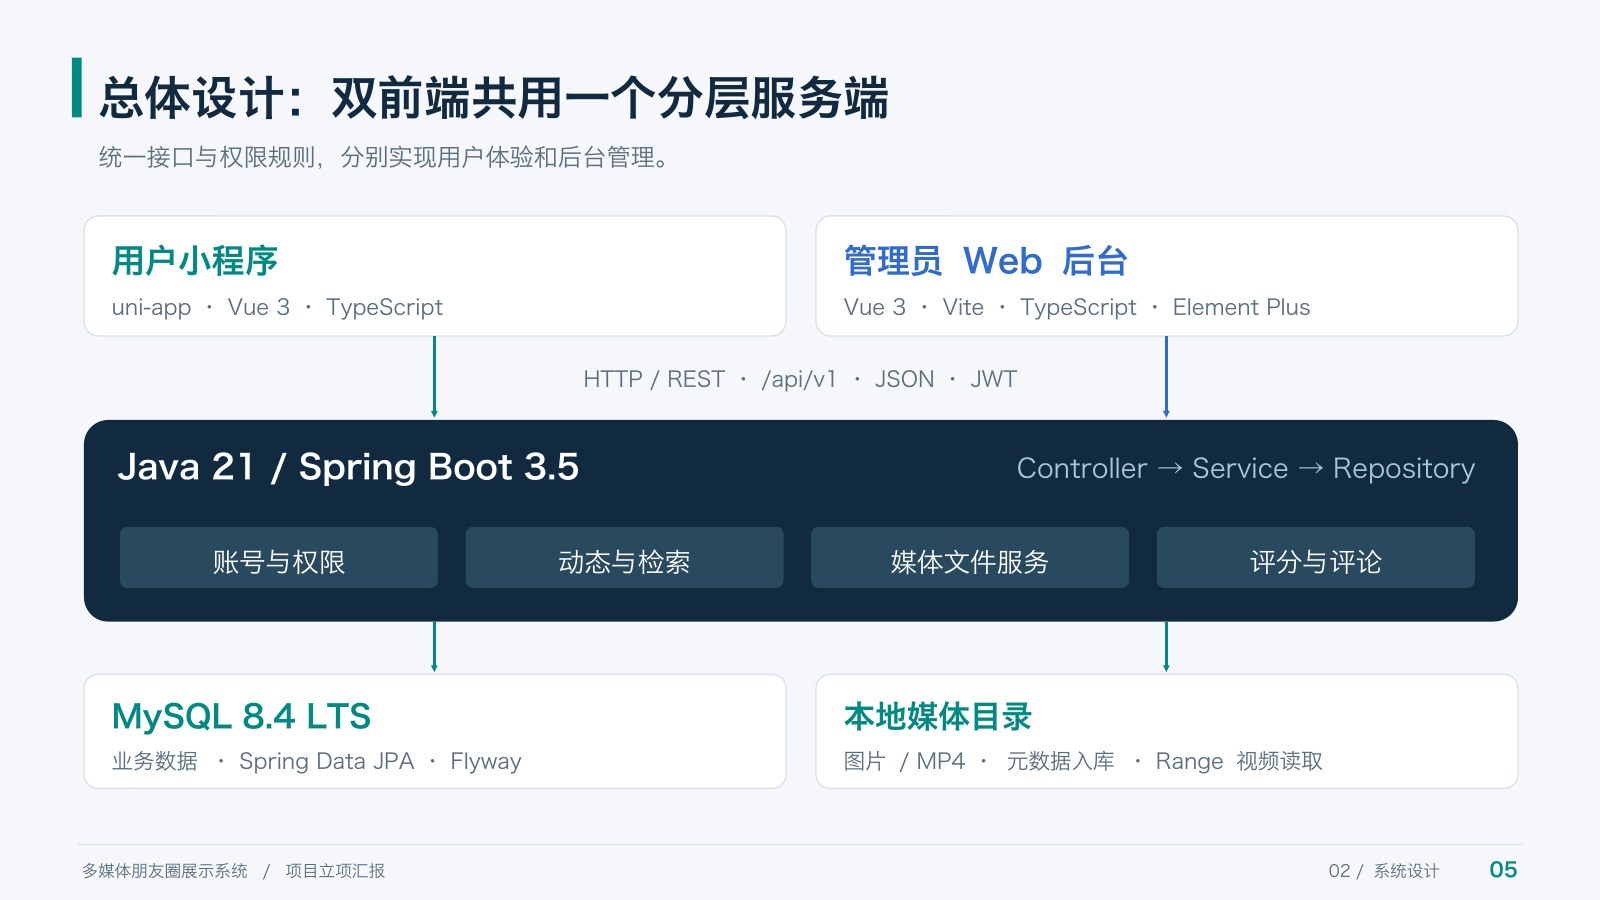 总体设计：双前端共用一个分层服务端
统一接口与权限规则，分别实现用户体验和后台管理。
用户小程序
uni-app · Vue 3 · TypeScript
管理员 Web 后台
Vue 3 · Vite · TypeScript · Element Plus
HTTP / REST · /api/v1 · JSON · JWT
Java 21 / Spring Boot 3.5
Controller → Service → Repository
账号与权限
动态与检索
媒体文件服务
评分与评论
MySQL 8.4 LTS
业务数据 · Spring Data JPA · Flyway
本地媒体目录
图片 / MP4 · 元数据入库 · Range 视频读取
多媒体朋友圈展示系统 / 项目立项汇报
02 / 系统设计
05